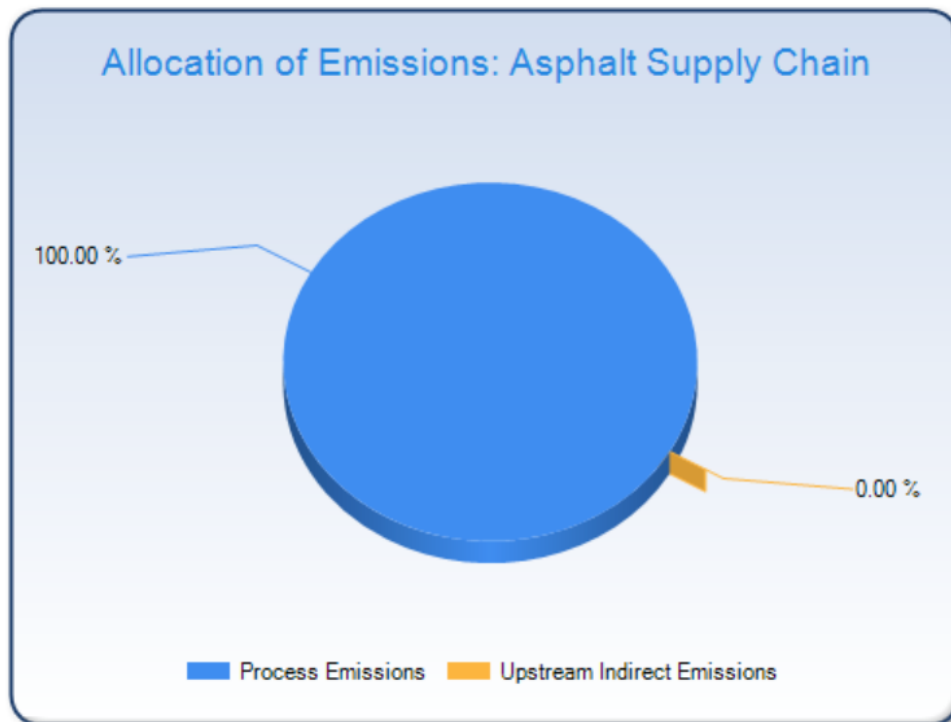 Allocation of Emissions: Asphalt Supply Chain
100.00 %
0.00 %
Process Emissions Upstream Indirect Emissions